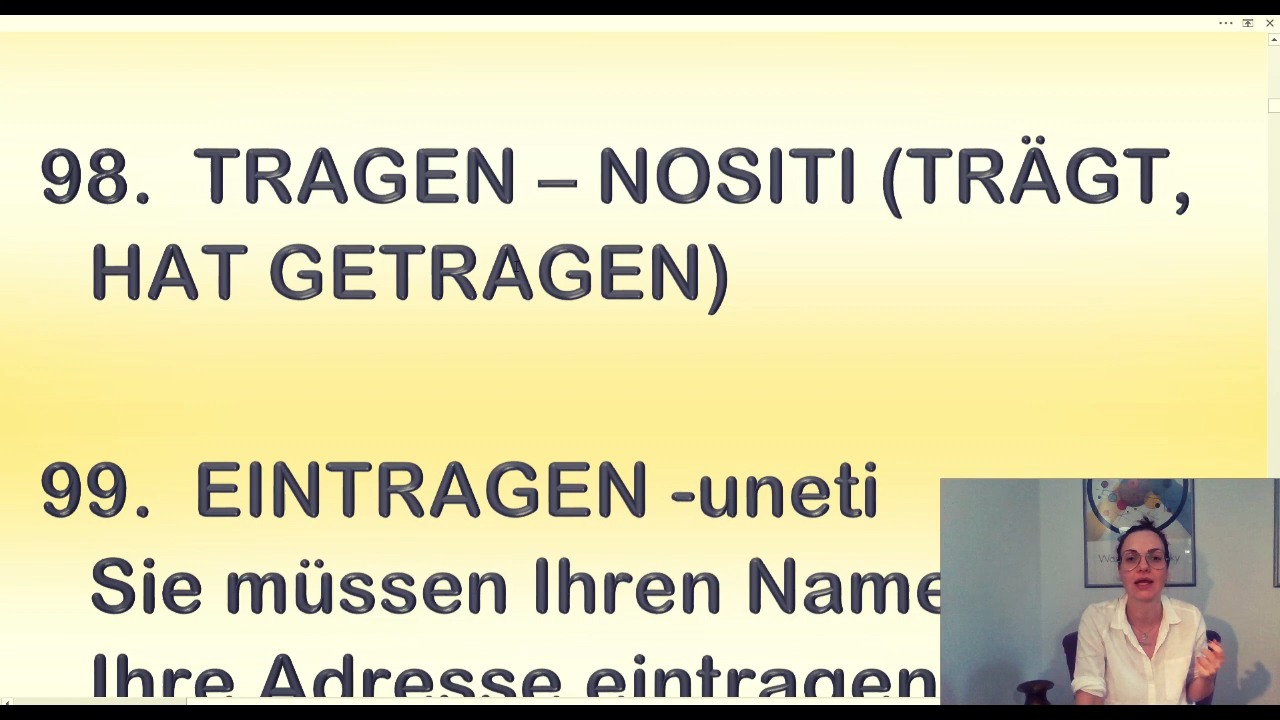 98. TRAGEN – NOSITI (TRÄGT,
HAT GETRAGEN)
99. EINTRAGEN -uneti
Sie müssen Ihren Name
Ihre Adresse eintragen